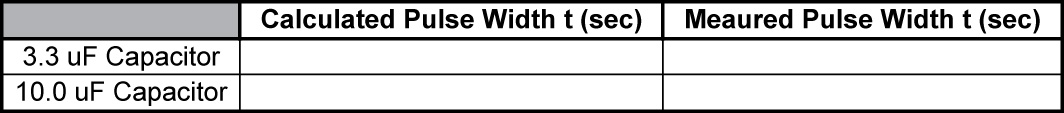 Calculated Pulse Width t (sec) Meaured Pulse Width t (sec)
3.3 uF Capacitor
10.0 uF Capacitor